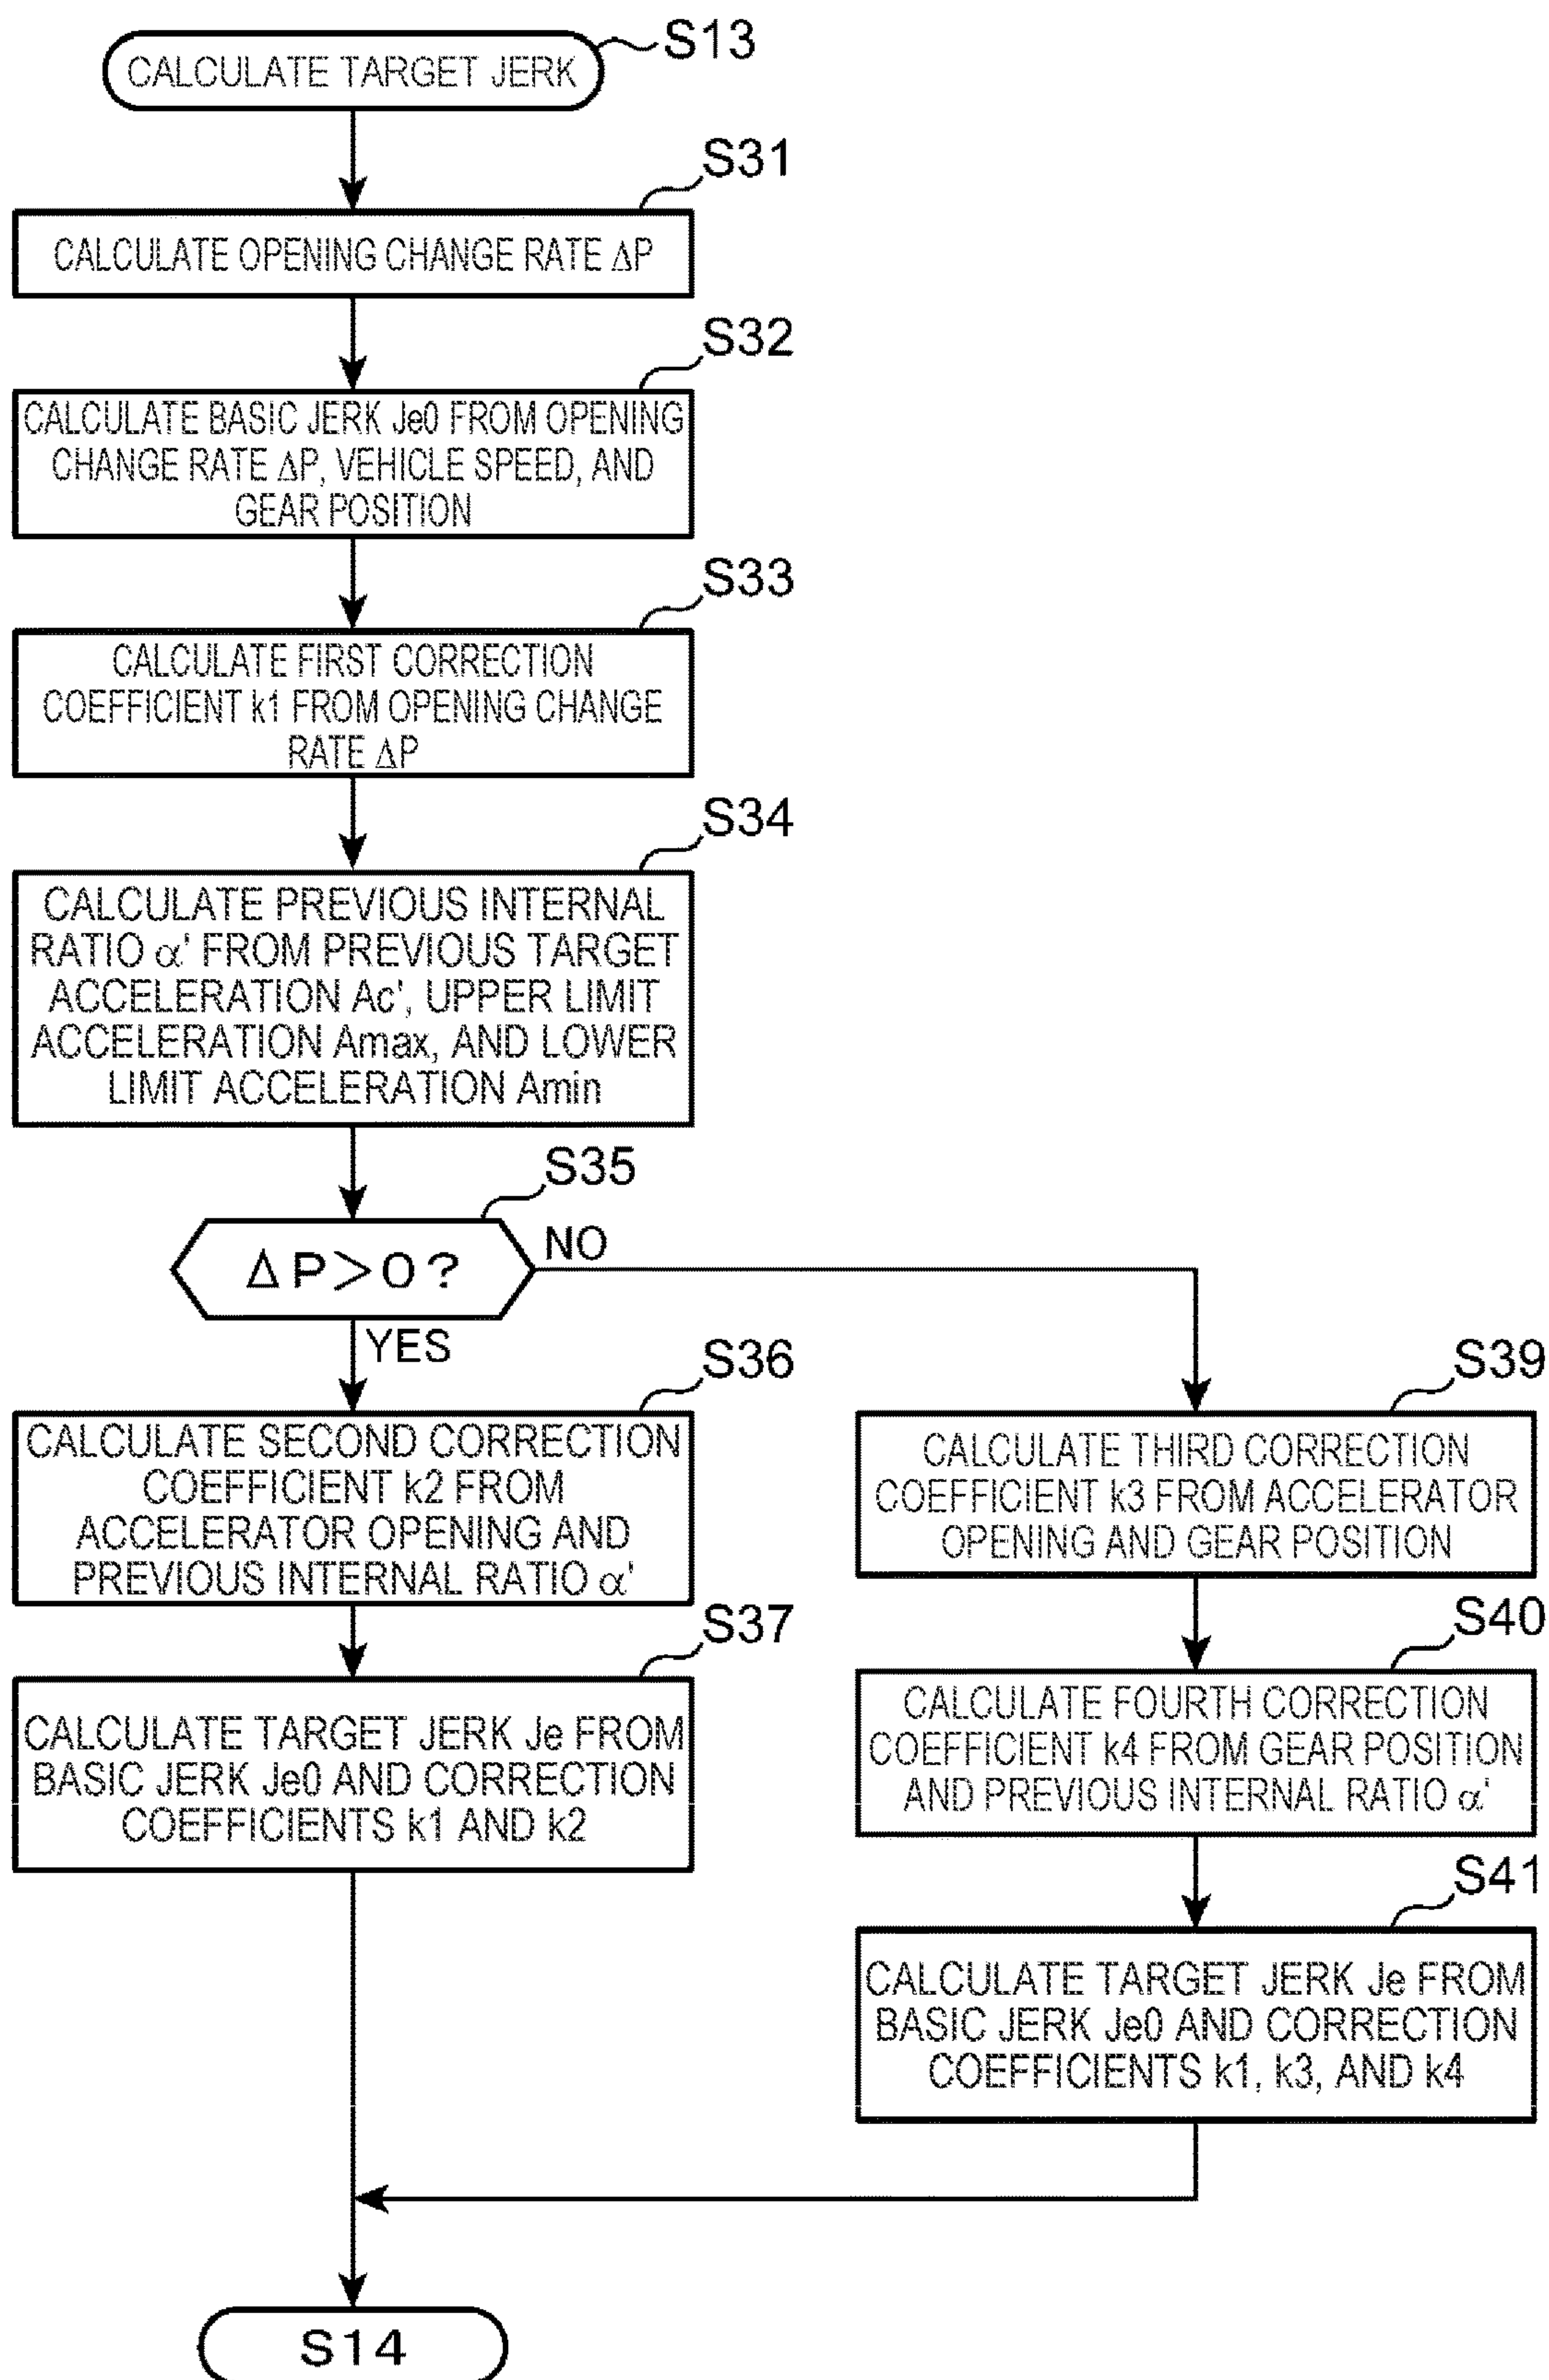 S13
CALCULATE TARGET JERK
S31
CALCULATE OPENING CHANGE RATE ΔP
S32
CALCULATE BASIC JERK Je0 FROM OPENING
CHANGE RATE ΔP, VEHICLE SPEED, AND
GEAR POSITION
S33
CALCULATE FIRST CORRECTION
COEFFICIENT k1 FROM OPENING CHANGE
RATE ΔP
S34
CALCULATE PREVIOUS INTERNAL
RATIO α' FROM PREVIOUS TARGET
ACCELERATION Ac', UPPER LIMIT
ACCELERATION Amax, AND LOWER
LIMIT ACCELERATION Amin
S35
ΔP>0?
NO
YES
S36
CALCULATE SECOND CORRECTION
COEFFICIENT k2 FROM
ACCELERATOR OPENING AND
PREVIOUS INTERNAL RATIO α'
S37
CALCULATE TARGET JERK Je FROM
BASIC JERK Je0 AND CORRECTION
COEFFICIENTS k1 AND k2
S39
CALCULATE THIRD CORRECTION
COEFFICIENT k3 FROM ACCELERATOR
OPENING AND GEAR POSITION
S40
CALCULATE FOURTH CORRECTION
COEFFICIENT k4 FROM GEAR POSITION
AND PREVIOUS INTERNAL RATIO α'
S41
CALCULATE TARGET JERK Je FROM
BASIC JERK Je0 AND CORRECTION
COEFFICIENTS k1, k3, AND k4
S14